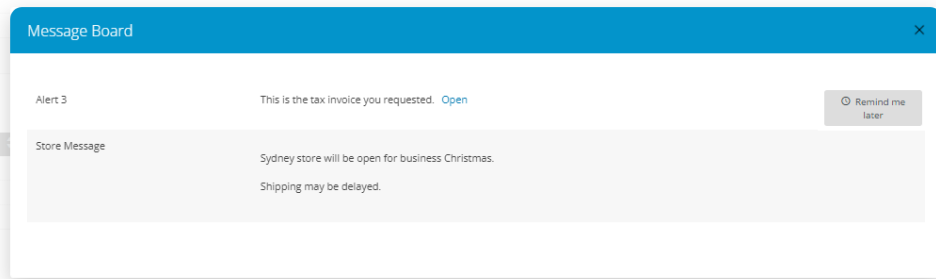 Message Board
Alert 3
This is the tax invoice you requested. Open
Remind me
later
Store Message
Sydney store will be open for business Christmas.
Shipping may be delayed.